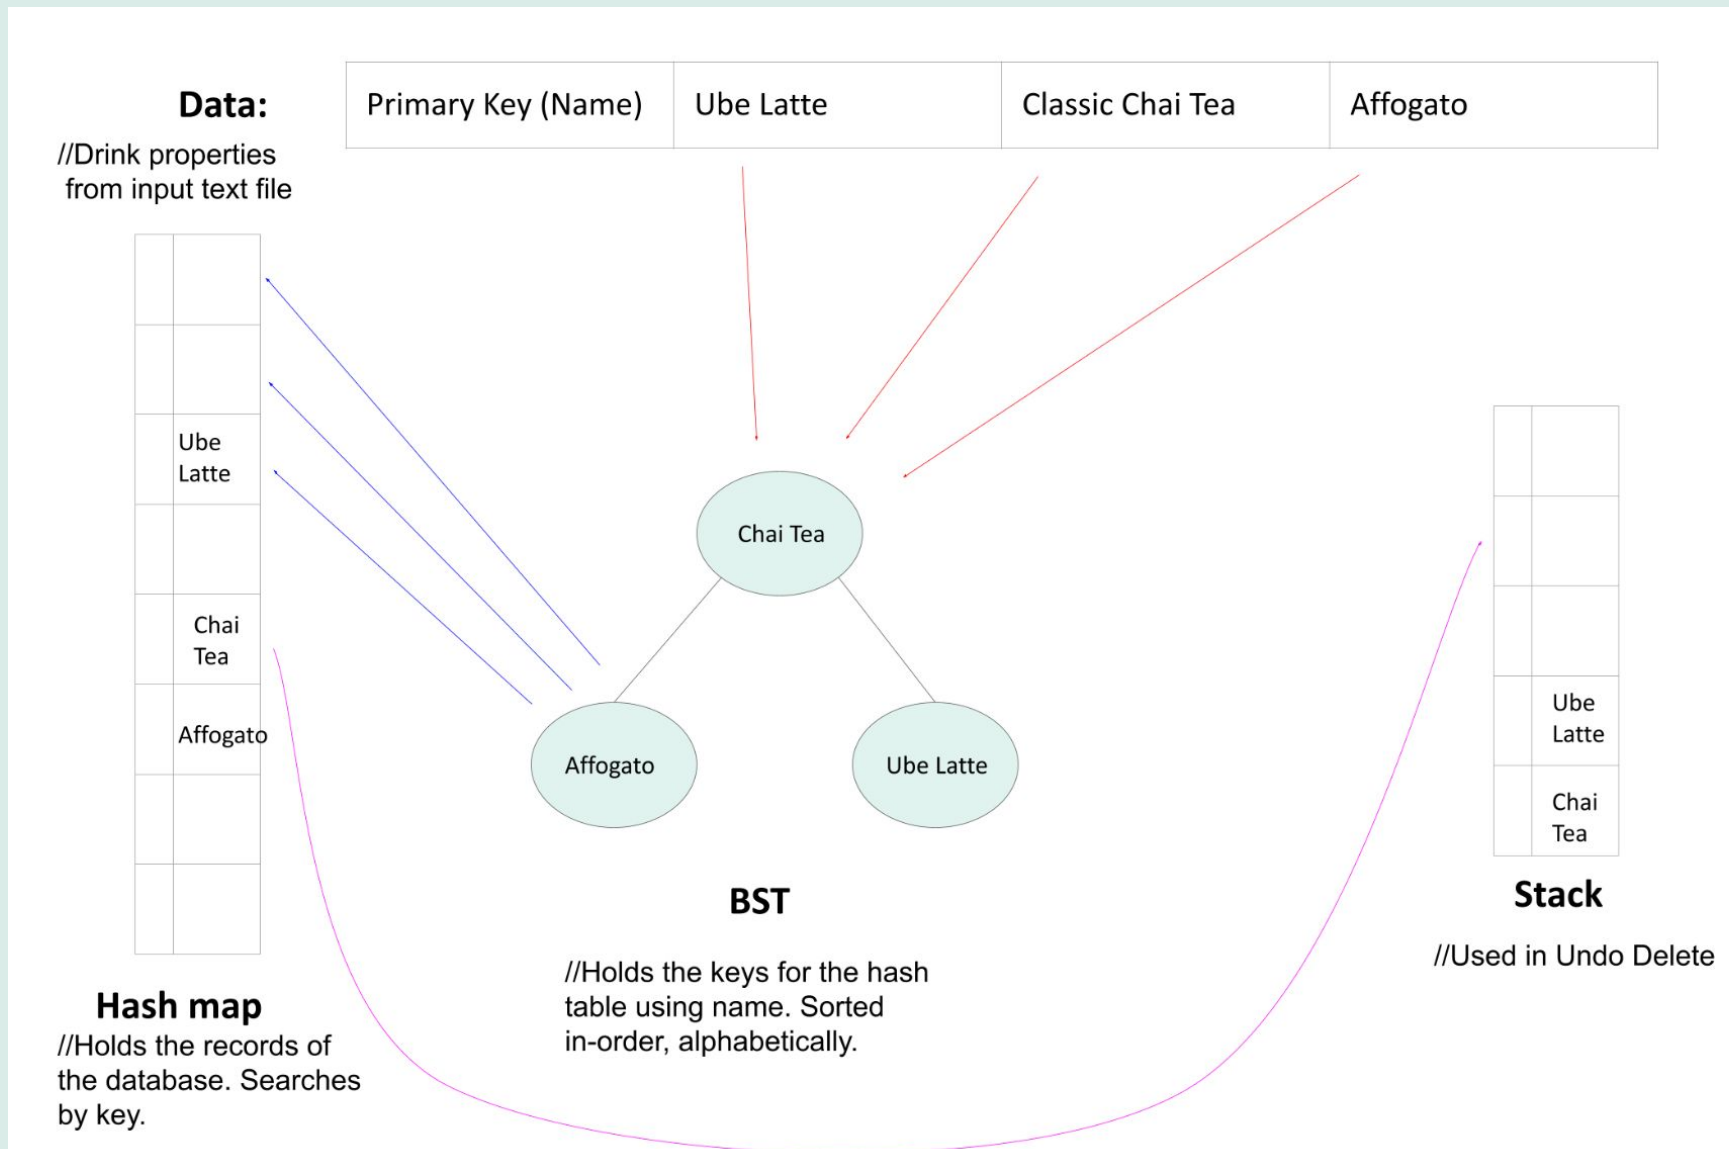 Data:
Primary Key (Name)
Ube Latte
Classic Chai Tea
Affogato
//Drink properties
from input text file
Ube
Latte
Chai
Tea
Affogato
Hash map
//Holds the records of
the database. Searches
by key.
Chai Tea
Affogato
Ube Latte
BST
//Holds the keys for the hash
table using name. Sorted
in-order, alphabetically.
Ube
Latte
Chai
Tea
Stack
//Used in Undo Delete